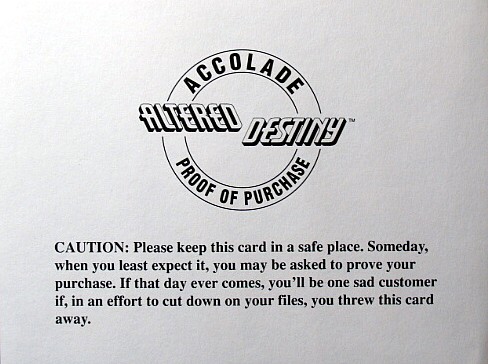 ACCOLADE
ALTERED DESTINY™
PROOF OF PURCHASE
CAUTION: Please keep this card in a safe place. Someday,
when you least expect it, you may be asked to prove your
purchase. If that day ever comes, you'll be one sad customer
if, in an effort to cut down on your files, you threw this card
away.